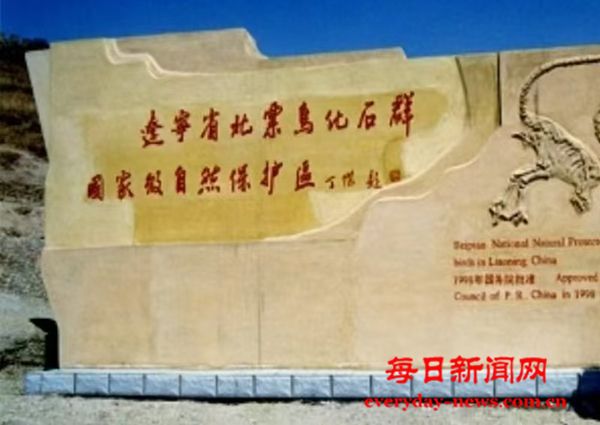 遼寧省北票鳥化石群
國家级自然保护區
Beipiao National Natural Protec
birds in Liaoning, China
1998年国务院批准 Approved
Council of P. R. China in 1998
每日新闻网
everyday-news.com.cn